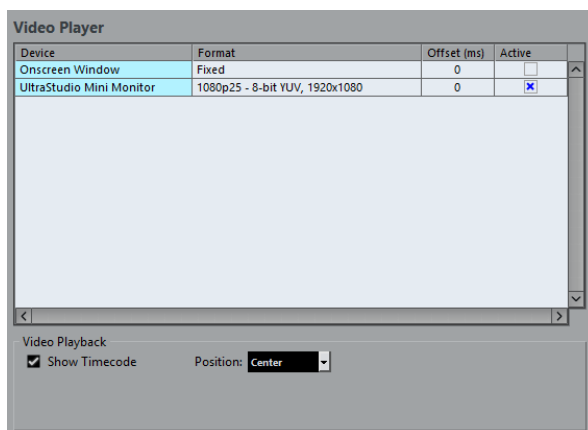 Video Player
Device Format Offset (ms) Active
Onscreen Window Fixed 0
UltraStudio Mini Monitor 1080p25 - 8-bit YUV, 1920x1080 0
Video Playback
Show Timecode Position: Center